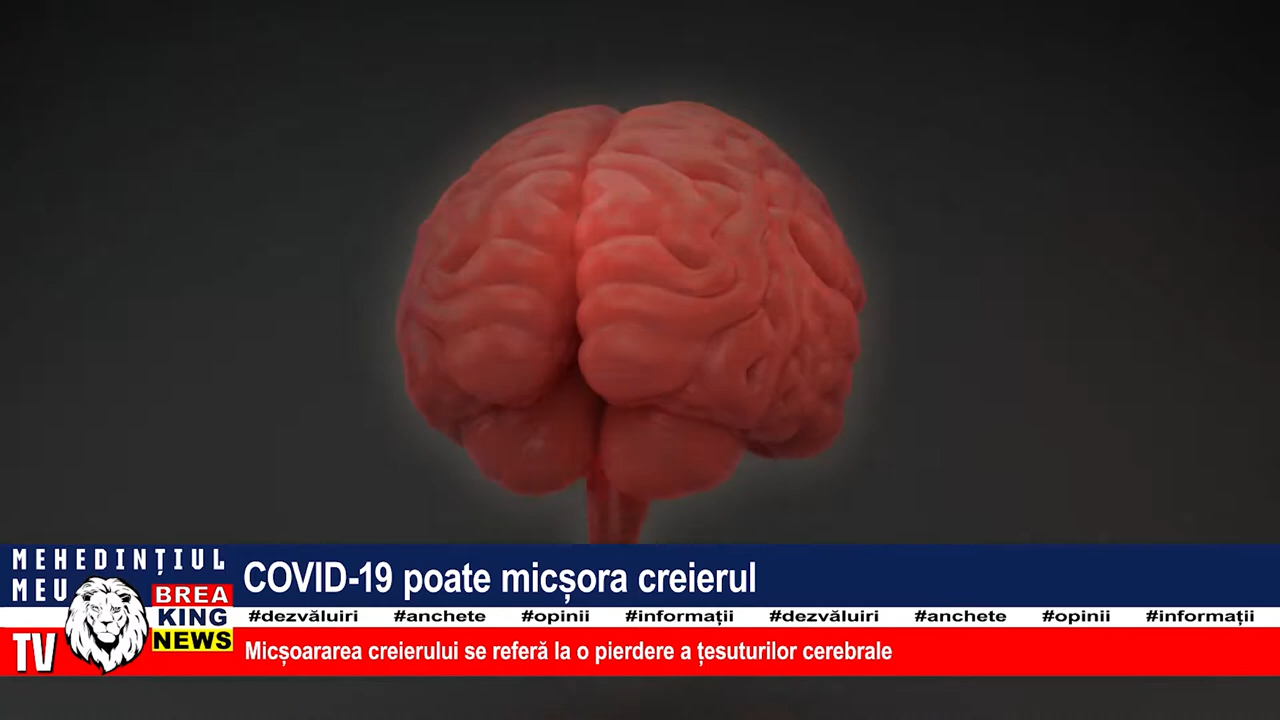 MEHEDINȚIUL
MEU
TV
BREA
KING
NEWS
COVID-19 poate micșora creierul
#dezvăluiri #anchete #opinii #informații #dezvăluiri #anchete #opinii #informații
Micșoararea creierului se referă la o pierdere a țesuturilor cerebrale